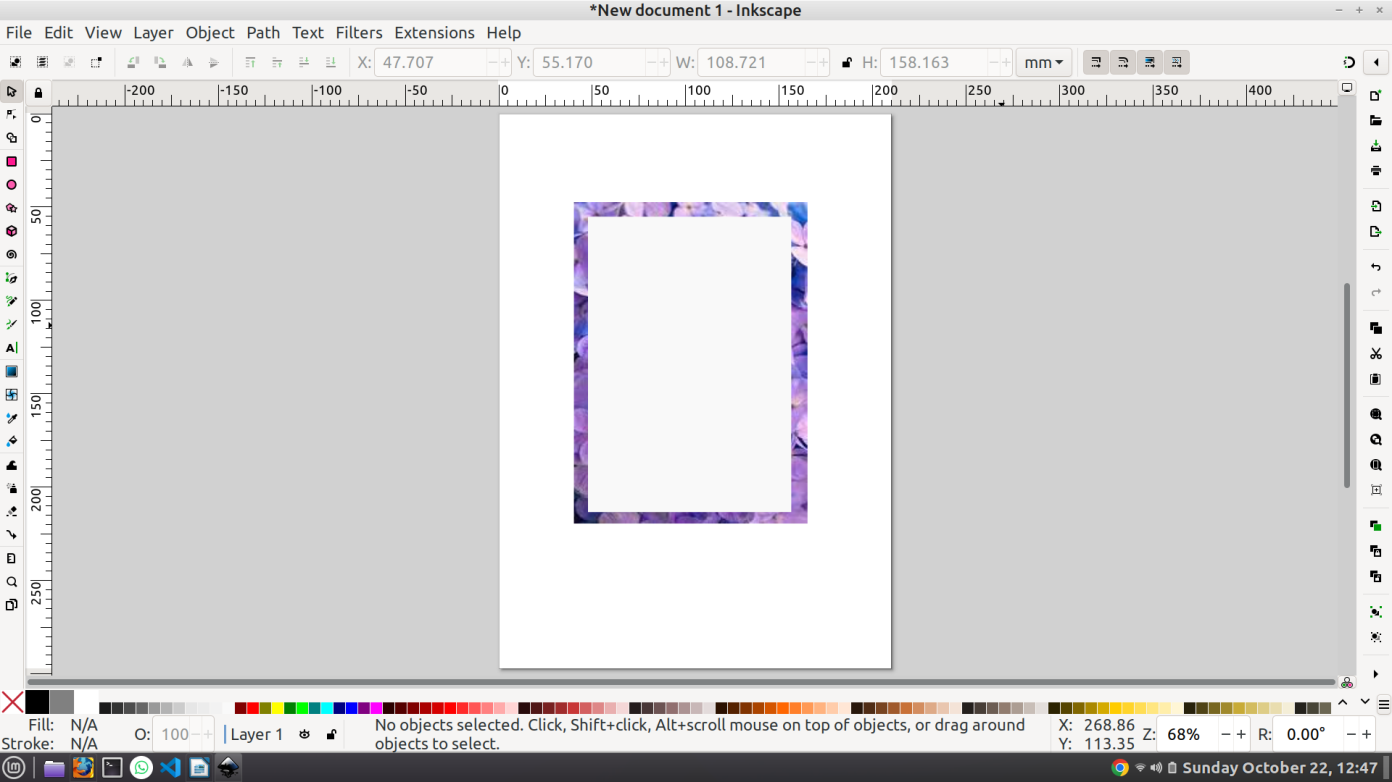 *New document 1 - Inkscape
File Edit View Layer Object Path Text Filters Extensions Help
X: 47.707 Y: 55.170 W: 108.721 H: 158.163 mm
-200 -150 -100 -50 0 50 100 150 200 250 300 350 400
0
50
100
150
200
250
A
Fill: N/A
Stroke: N/A
O: 100
Layer 1
No objects selected. Click, Shift+click, Alt+scroll mouse on top of objects, or drag around
objects to select.
X: 268.86
Y: 113.35
Z: 68%
R: 0.00°
Sunday October 22, 12:47